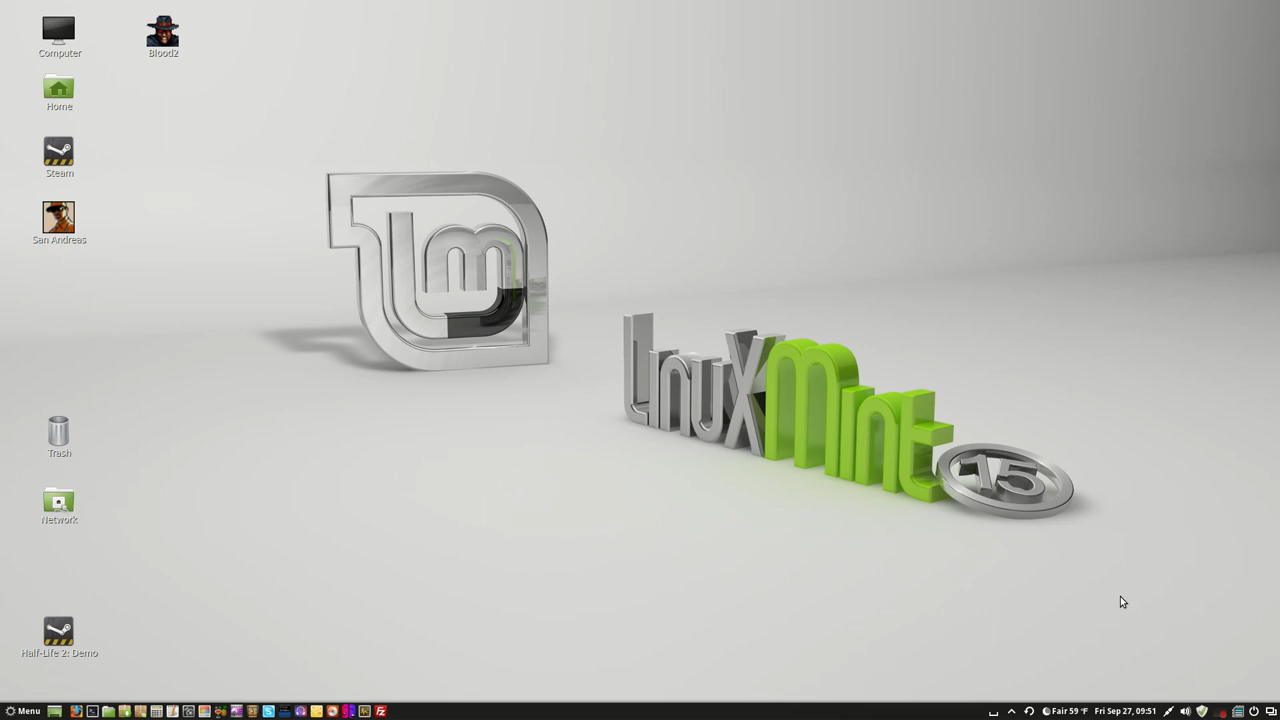 Computer
Blood2
Home
Steam
San Andreas
lm
LinuxMint 15
Trash
Network
Half-Life 2: Demo
Menu
Fair 59 °F Fri Sep 27, 09:51